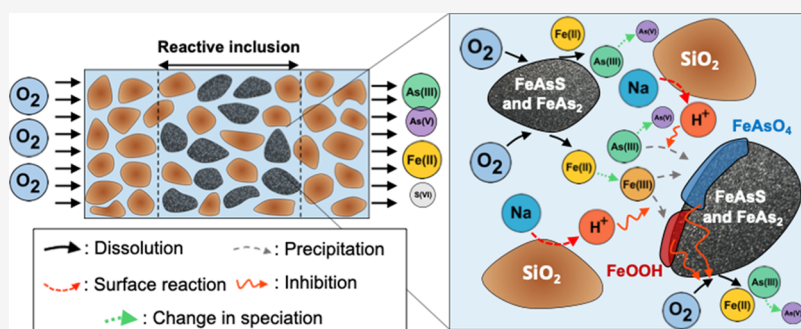 Reactive inclusion
O2
O2
O2
As(III)
As(V)
Fe(II)
S(VI)
: Dissolution
: Precipitation
: Surface reaction
: Inhibition
: Change in speciation
O2
Fe(II)
As(III)
As(V)
SiO2
FeAsS
and FeAs2
Na
H+
As(V)
As(III)
FeAsO4
O2
Fe(II)
Fe(III)
FeAsS
and FeAs2
Na
H+
SiO2
FeOOH
O2
Fe(II)
As(III)
As(V)